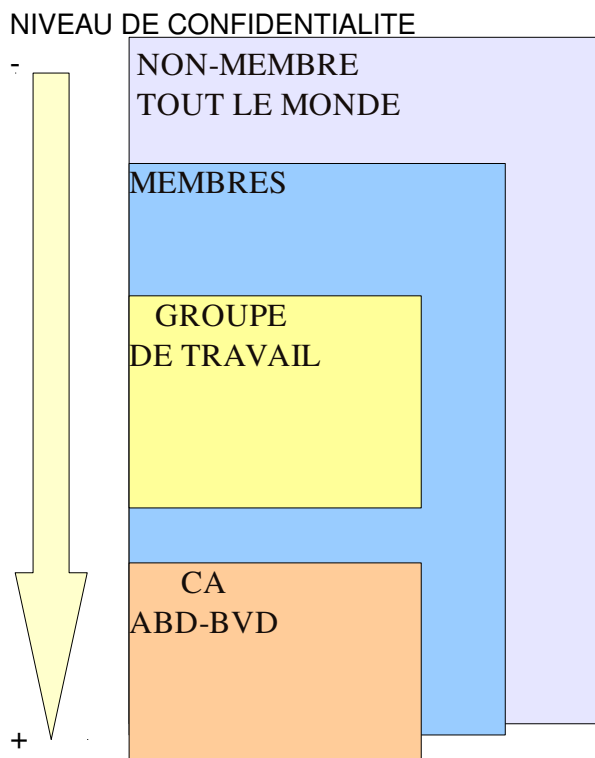 NIVEAU DE CONFIDENTIALITE
-
NON-MEMBRE
TOUT LE MONDE
MEMBRES
GROUPE
DE TRAVAIL
CA
ABD-BVD
+